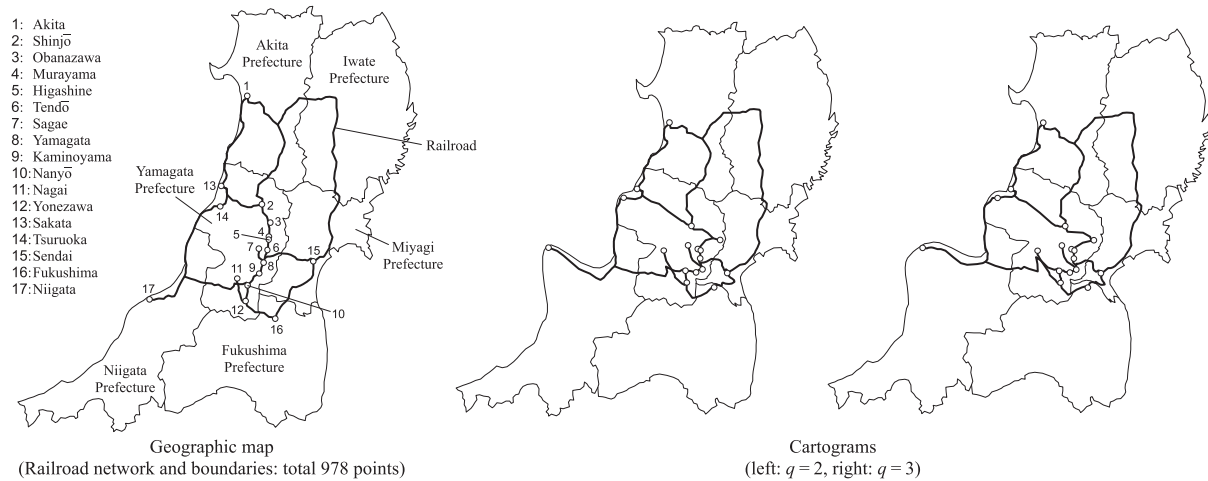 1: Akita
2: Shinjō
3: Obanazawa
4: Murayama
5: Higashine
6: Tendō
7: Sagae
8: Yamagata
9: Kaminoyama
10: Nanyō
11: Nagai
12: Yonezawa
13: Sakata
14: Tsuruoka
15: Sendai
16: Fukushima
17: Niigata
Akita
Prefecture
Iwate
Prefecture
1
Railroad
Yamagata
Prefecture
13
14
2
3
4
5
6
7
8
9
10
11
12
15
16
17
Miyagi
Prefecture
Fukushima
Prefecture
Niigata
Prefecture
Geographic map
(Railroad network and boundaries: total 978 points)
Cartograms
(left: q = 2, right: q = 3)